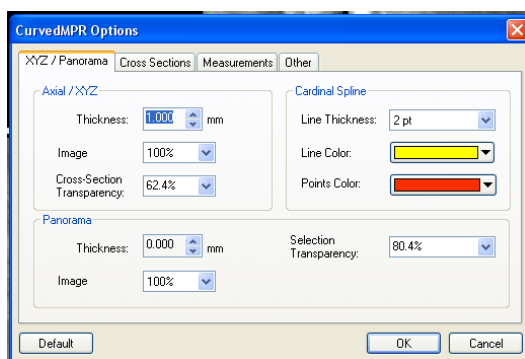 CurvedMPR Options
XYZ / Panorama Cross Sections Measurements Other
Axial / XYZ
Thickness: 1.000 mm
Image 100%
Cross-Section
Transparency: 62.4%
Cardinal Spline
Line Thickness: 2 pt
Line Color:
Points Color:
Panorama
Thickness: 0.000 mm
Image 100%
Selection
Transparency: 80.4%
Default OK Cancel